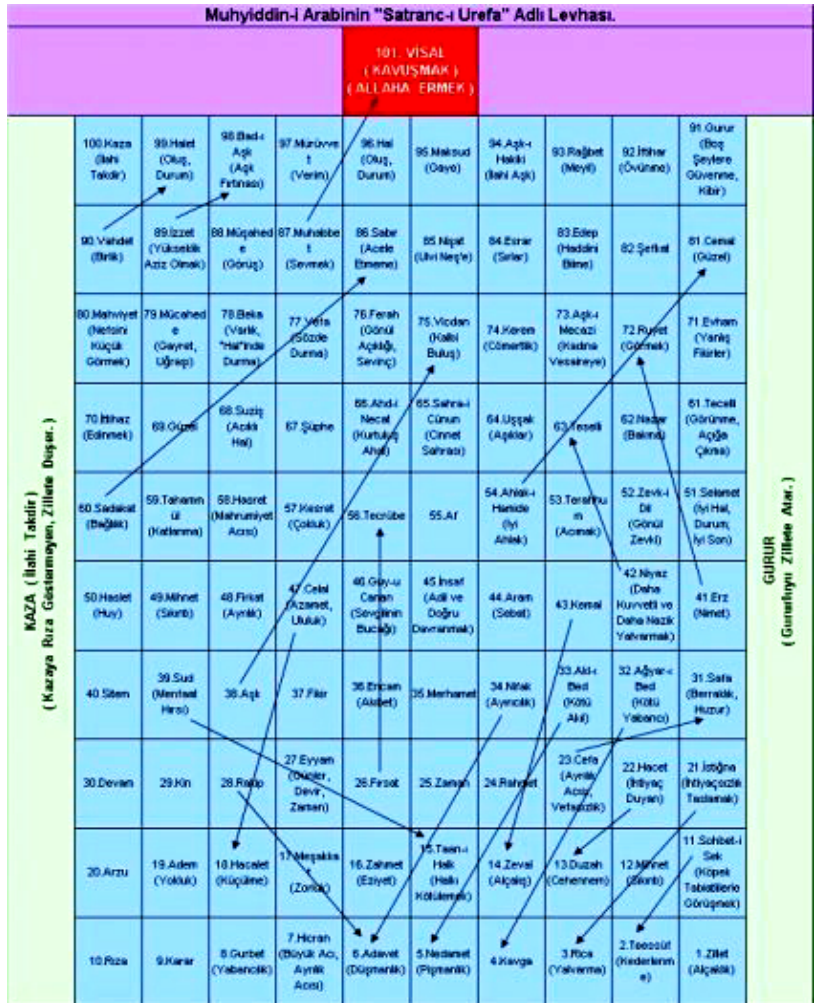 Muhyiddin-i Arabinin "Satranc-ı Urefa" Adlı Levhası.
101. VİSAL
( KAVUŞMAK )
( ALLAHA ERMEK )
KAZA ( İlahi Takdir )
( Kazaya Rıza Göstermeyen, Zillete Düşer. )
100.Kaza
(İlahi
Takdir)
99.Halet
(Oluş,
Durum)
98.Bad-ı
Aşk
(Aşk
Fırtınası)
97.Mürüvve
t
(Verim)
96.Hal
(Oluş,
Durum)
95.Maksud
(Gaye)
94.Aşk-ı
Hakiki
(İlahi Aşk)
93.Rağbet
(Meyil)
92.İftihar
(Övünme)
91.Gurur
(Boş
Şeylere
Güvenme,
Kibir)
90.Vahdet
(Birlik)
89.İzzet
(Yükseklik
Aziz Olmak)
88.Müşahed
e
(Görüş)
87.Muhabbe
t
(Sevmek)
86.Sabır
(Acele
Etmeme)
85.Nişat
(Ulvi Neş'e)
84.Esrar
(Sırlar)
83.Edep
(Haddini
Bilme)
82.Şefkat
81.Cemal
(Güzel)
80.Mahviyet
(Nefsini
Küçük
Görmek)
79.Mücahed
e
(Gayret,
Uğraşı)
78.Beka
(Varlık,
"Hal"inde
Durma)
77.Vefa
(Sözde
Durma)
76.Ferah
(Gönül
Açıklığı,
Sevinç)
75.Vicdan
(Kalbi
Buluş)
74.Kerem
(Cömertlik)
73.Aşk-ı
Mecazi
(Kadına
Vesaireye)
72.Ruyet
(Görmek)
71.Evham
(Yanlış
Fikirler)
70.İttihaz
(Edinmek)
69.Güzel
68.Suziş
(Acıklı
Hal)
67.Şüphe
66.Ahd-i
Necat
(Kurtuluş
Ahdi)
65.Sahra-i
Cünun
(Cinnet
Sahrası)
64.Uşşak
(Aşıklar)
63.Teselli
62.Nazar
(Bakma)
61.Tecelli
(Görünme,
Açığa
Çıkma)
60.Sadakat
(Bağlılık)
59.Tahamm
ül
(Katlanma)
58.Hasret
(Mahrumiyet
Acısı)
57.Kesret
(Çokluk)
56.Tecrübe
55.Af
54.Ahlak-ı
Hamide
(İyi
Ahlak)
53.Terahhu
m
(Acımak)
52.Zevk-i
Dil
(Gönül
Zevki)
51.Selamet
(İyi Hal,
Durum,
İyi Son)
50.Haslet
(Huy)
49.Mihnet
(Sıkıntı)
48.Firkat
(Ayrılık)
47.Celal
(Azamet,
Ululuk)
46.Guy-u
Canan
(Sevgilinin
Bucağı)
45.İnsaf
(Adil ve
Doğru
Davranmak)
44.Aram
(Sebat)
43.Kemal
42.Niyaz
(Daha
Kuvvetli ve
Daha Nazik
Yalvarmak)
41.Erz
(Nimet)
40.Sitem
39.Sud
(Menfaat
Hırsı)
38.Aşk
37.Fikir
36.Encam
(Akıbet)
35.Merhamet
34.Nifak
(Ayırıcılık)
33.Akl-ı
Bed
(Kötü
Akıl)
32.Ağyar-ı
Bed
(Kötü
Yabancı)
31.Safa
(Berraklık,
Huzur)
30.Devam
29.Kin
28.Rakip
27.Eyyam
(Günler,
Devir,
Zaman)
26.Fırsat
25.Zaman
24.Rahmet
23.Cefa
(Ayrılık
Acısı,
Vefasızlık)
22.Hacet
(İhtiyaç
Duyan)
21.İstiğna
(İhtiyaçsızlık
Taslamak)
20.Arzu
19.Adem
(Yokluk)
18.Hacalet
(Küçülme)
17.Meşakka
t
(Zorluk)
16.Zahmet
(Eziyet)
15.Taan-ı
Halk
(Halkı
Kötülemek)
14.Zeval
(Alçalış)
13.Duzah
(Cehennem)
12.Mihnet
(Sıkıntı)
11.Sohbet-i
Sek
(Köpek
Tabiatlilerle
Görüşmek)
10.Rıza
9.Karar
8.Gurbet
(Yabancılık)
7.Hicran
(Büyük Acı,
Ayrılık
Acısı)
6.Adavet
(Düşmanlık)
5.Nedamet
(Pişmanlık)
4.Kavga
3.Rica
(Yalvarma)
2.Teessüf
(Kederlenm
e)
1.Zillet
(Alçaklık)
GURUR
( Gururluyu Zillete Atar. )